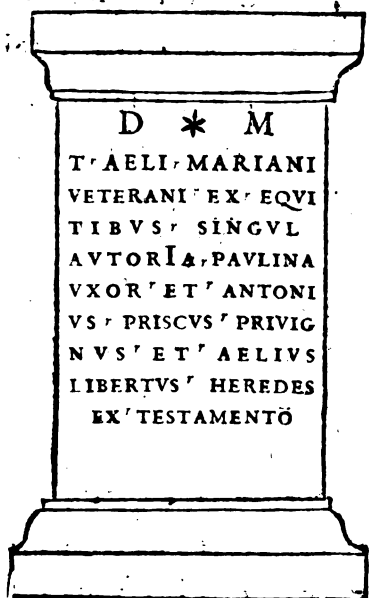 D * M
T ʳ AELI ʳ MARIANI
VETERANI ʳ EX ʳ EQVI
TIBVS ʳ SINGVL
AVTORIA ʳ PAVLINA
VXOR ʳ ET ʳ ANTONI
VS ʳ PRISCVS ʳ PRIVIG
NVS ʳ ET ʳ AELIVS
LIBERTVS ʳ HEREDES
EX ʳ TESTAMENTO